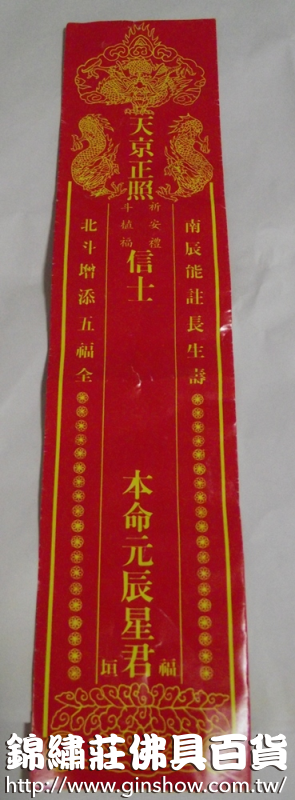 天京正照
祈安禮
斗植福
信士
南辰能註長生壽
北斗增添五福全
本命元辰星君
福
垣
錦繡莊佛具百貨
http://www.ginshow.com.tw/